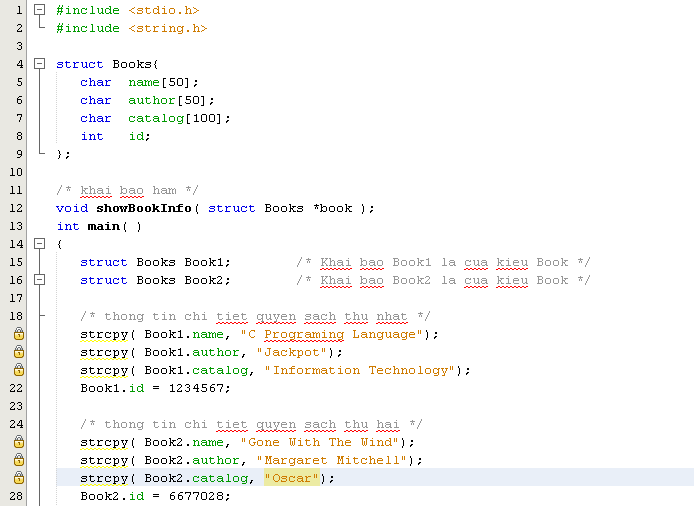 1 #include <stdio.h>
2 #include <string.h>
3
4 struct Books{
5 char name[50];
6 char author[50];
7 char catalog[100];
8 int id;
9 };
10
11 /* khai bao ham */
12 void showBookInfo( struct Books *book );
13 int main( )
14 {
15 struct Books Book1; /* Khai bao Book1 la cua kieu Book */
16 struct Books Book2; /* Khai bao Book2 la cua kieu Book */
17
18 /* thong tin chi tiet quyen sach thu nhat */
strcpy( Book1.name, "C Programing Language");
strcpy( Book1.author, "Jackpot");
strcpy( Book1.catalog, "Information Technology");
22 Book1.id = 1234567;
23
24 /* thong tin chi tiet quyen sach thu hai */
strcpy( Book2.name, "Gone With The Wind");
strcpy( Book2.author, "Margaret Mitchell");
strcpy( Book2.catalog, "Oscar");
28 Book2.id = 6677028;